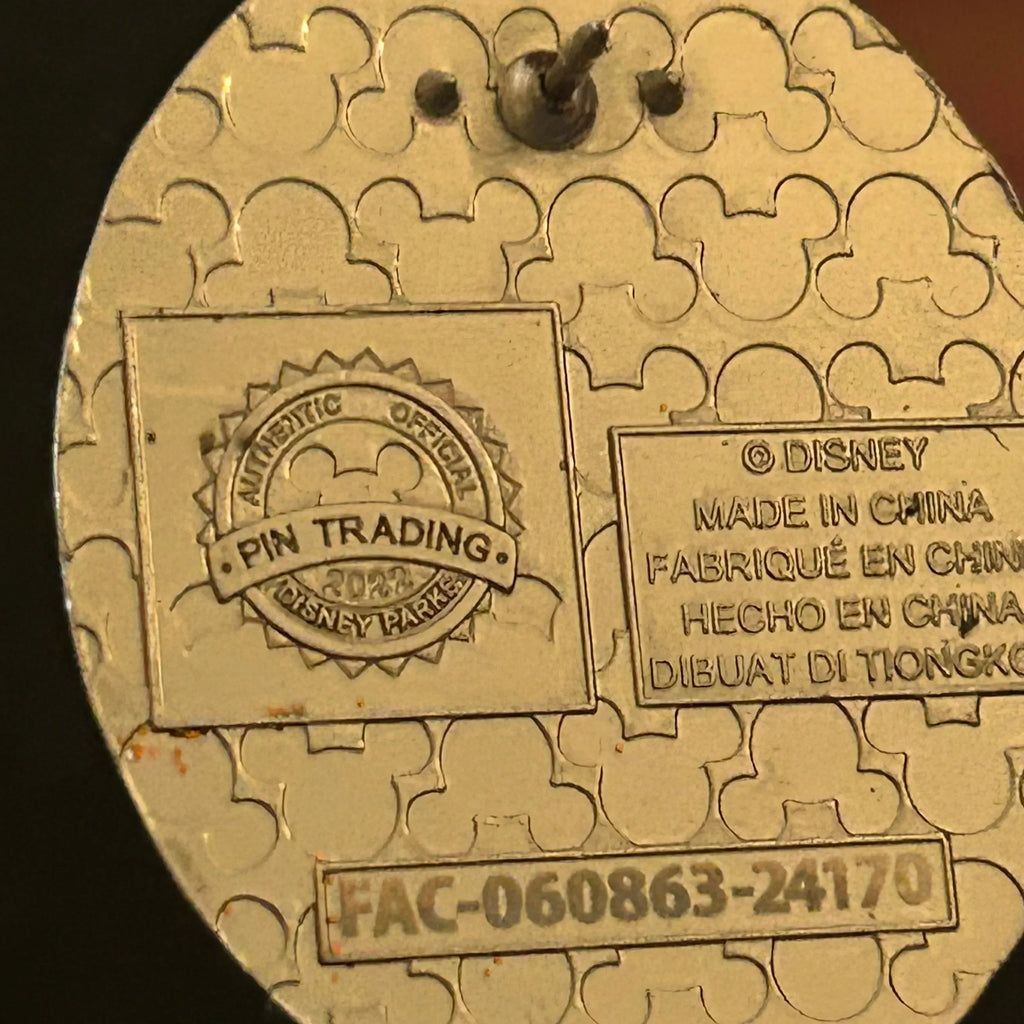 AUTHENTIC OFFICIAL
PIN TRADING
2022
DISNEY PARKS
© DISNEY
MADE IN CHINA
FABRIQUÉ EN CHIN
HECHO EN CHINA
DIBUAT DI TIONGKO
FAC-060863-24170